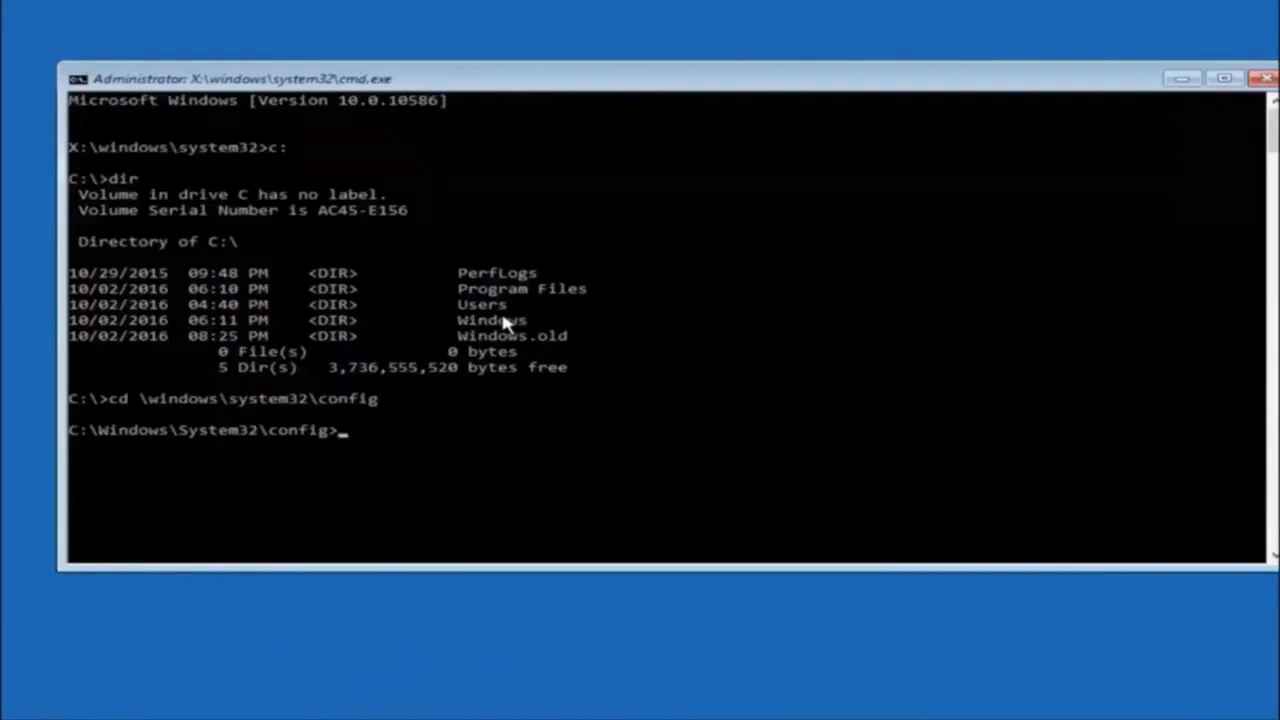 Administrator: X:\windows\system32\cmd.exe
Microsoft Windows [Version 10.0.10586]
X:\windows\system32>c:
C:\>dir
 Volume in drive C has no label.
 Volume Serial Number is AC45-E156
 Directory of C:\
10/29/2015  09:48 PM    <DIR>          PerfLogs
10/02/2016  06:10 PM    <DIR>          Program Files
10/02/2016  04:40 PM    <DIR>          Users
10/02/2016  06:11 PM    <DIR>          Windows
10/02/2016  08:25 PM    <DIR>          Windows.old
               0 File(s)              0 bytes
               5 Dir(s)   3,736,555,520 bytes free
C:\>cd \windows\system32\config
C:\Windows\System32\config>_